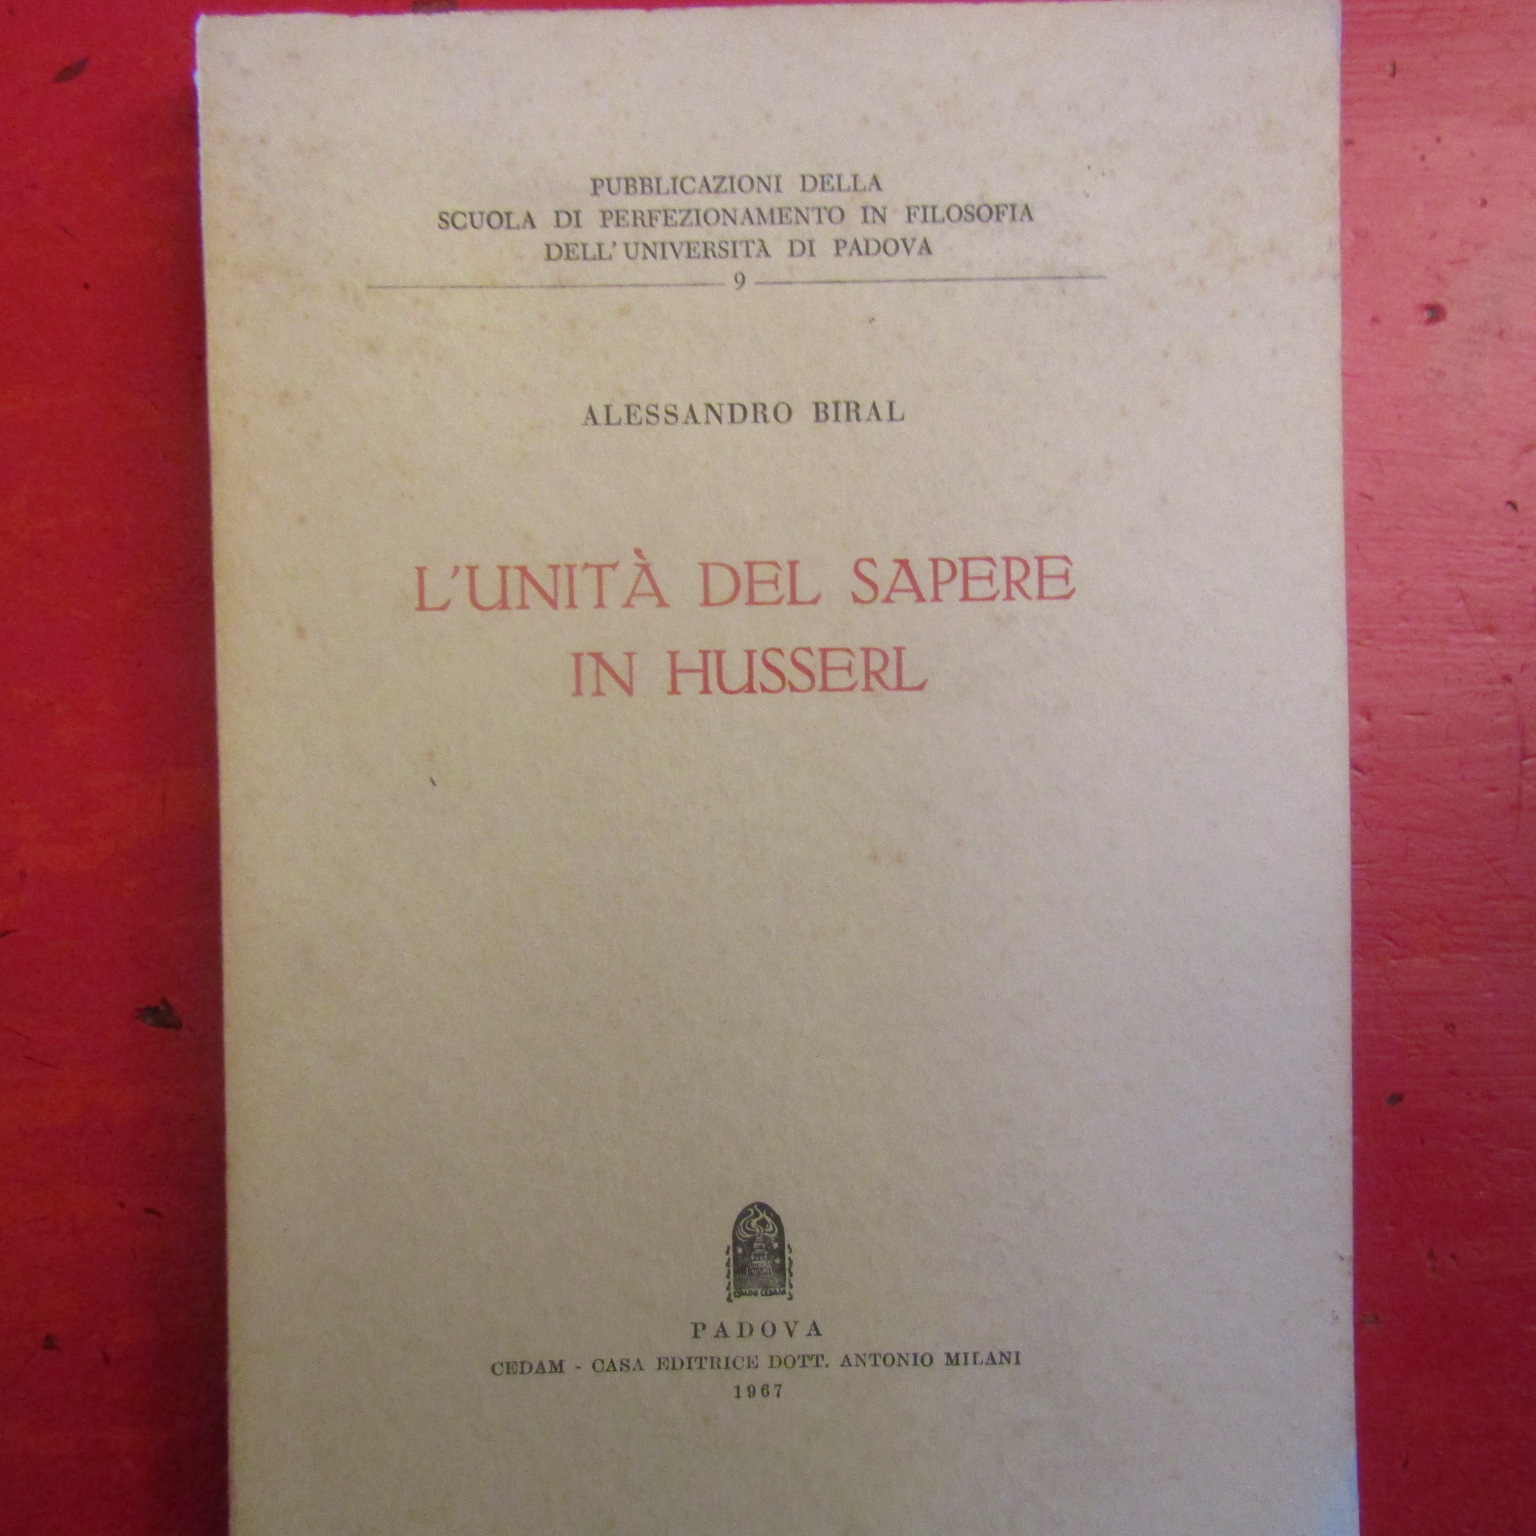 PUBBLICAZIONI DELLA
SCUOLA DI PERFEZIONAMENTO IN FILOSOFIA
DELL'UNIVERSITÀ DI PADOVA
9
ALESSANDRO BIRAL
L'UNITÀ DEL SAPERE
IN HUSSERL
PADOVA
CEDAM - CASA EDITRICE DOTT. ANTONIO MILANI
1967